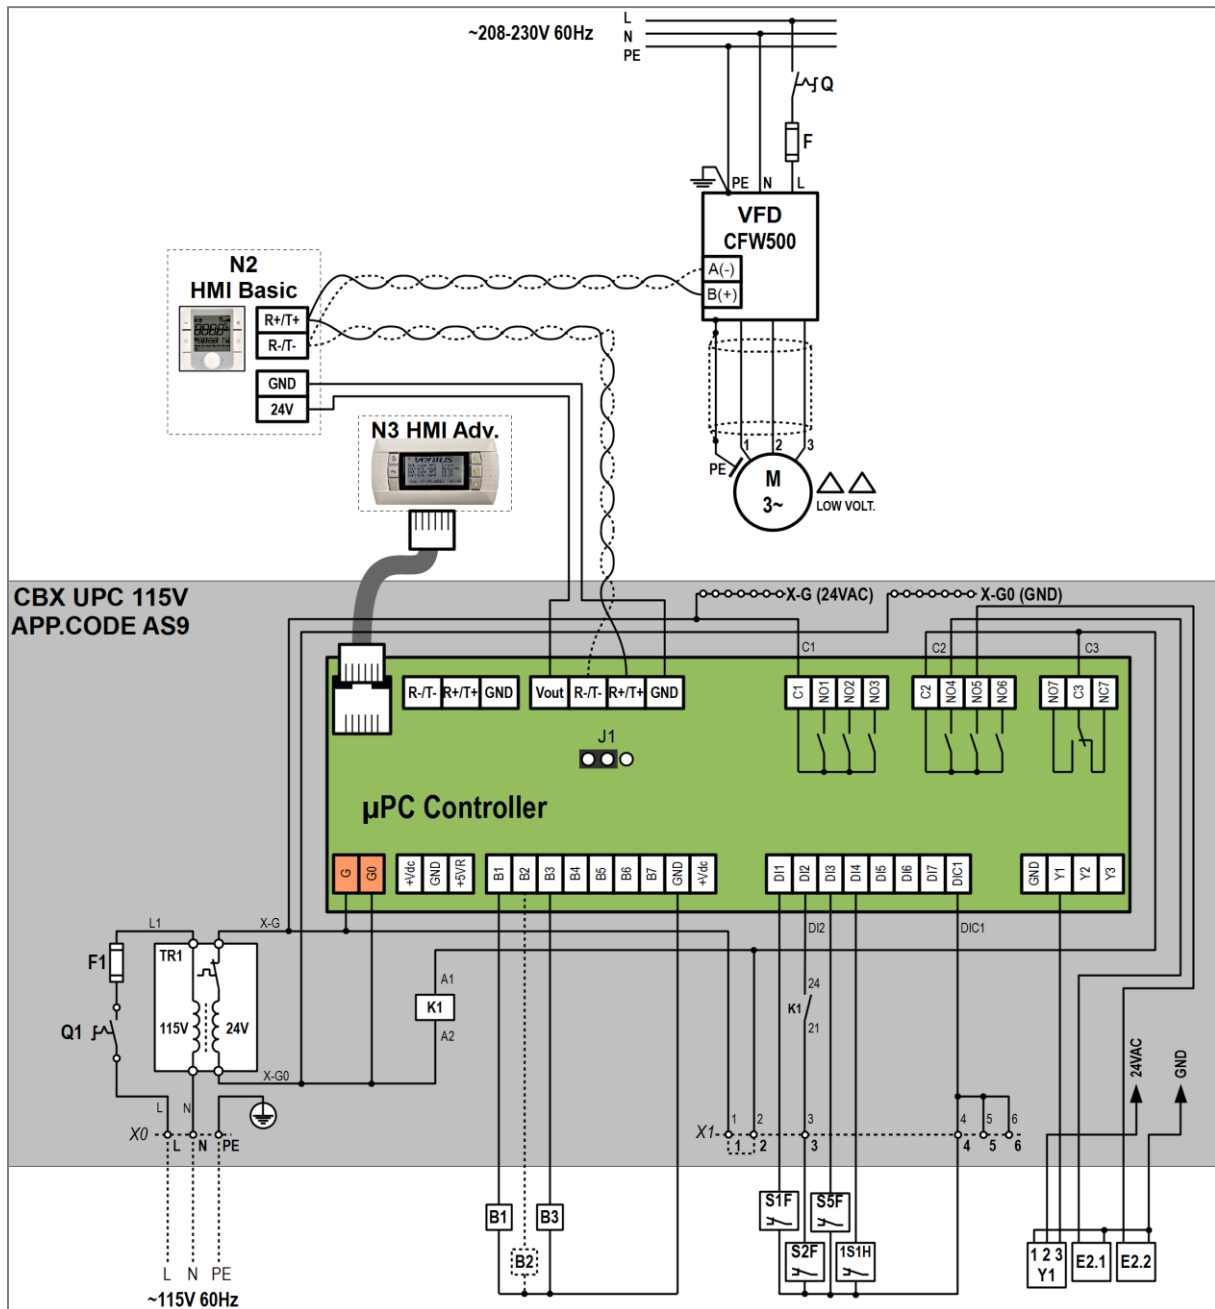 L
~208-230V 60Hz
N
PE
Q
F
PE N L
VFD
CFW500
A(-)
B(+)
N2
HMI Basic
R+/T+
R-/T-
GND
24V
N3 HMI Adv.
1 2 3
PE
M
3~
LOW VOLT.
CBX UPC 115V
APP.CODE AS9
X-G (24VAC)
X-G0 (GND)
C1
C2
C3
R-/T- R+/T+ GND
Vout R-/T- R+/T+ GND
C1 NO1 NO2 NO3
C2 NO4 NO5 NO6
NO7 C3 NC7
J1
µPC Controller
G G0
+Vdc GND +5VR
B1 B2 B3 B4 B5 B6 B7 GND +Vdc
DI1 DI2 DI3 DI4 DI5 DI6 DI7 DIC1
GND Y1 Y2 Y3
L1
X-G
DI2
DIC1
F1
TR1
A1
K1
A2
24
K1
21
Q1
115V 24V
X-G0
24VAC
GND
L N
X0
L N PE
X1
1 2 3 4 5 6
1 2 3 4 5 6
S1F
S5F
B1
B3
B2
S2F
1S1H
1 2 3
Y1
E2.1
E2.2
L N PE
~115V 60Hz